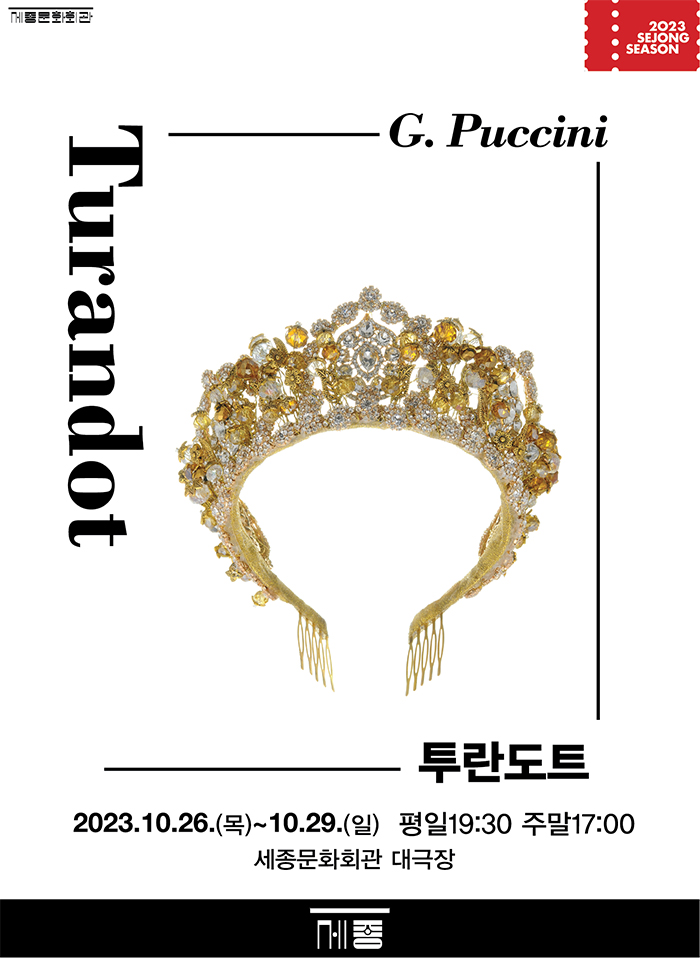 세종문화회관
2023
SEJONG
SEASON
G. Puccini
Turandot
투란도트
2023.10.26.(목)~10.29.(일) 평일19:30 주말17:00
세종문화회관 대극장
세종